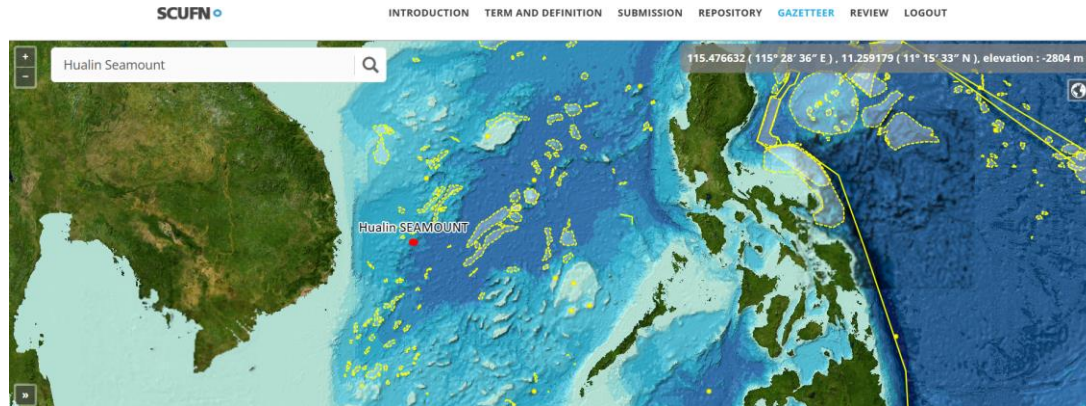 SCUFN
INTRODUCTION TERM AND DEFINITION SUBMISSION REPOSITORY GAZETTEER REVIEW LOGOUT
+
Hualin Seamount
115.476632 ( 115° 28′ 36″ E ) , 11.259179 ( 11° 15′ 33″ N ), elevation : -2804 m
−
Hualin SEAMOUNT
»